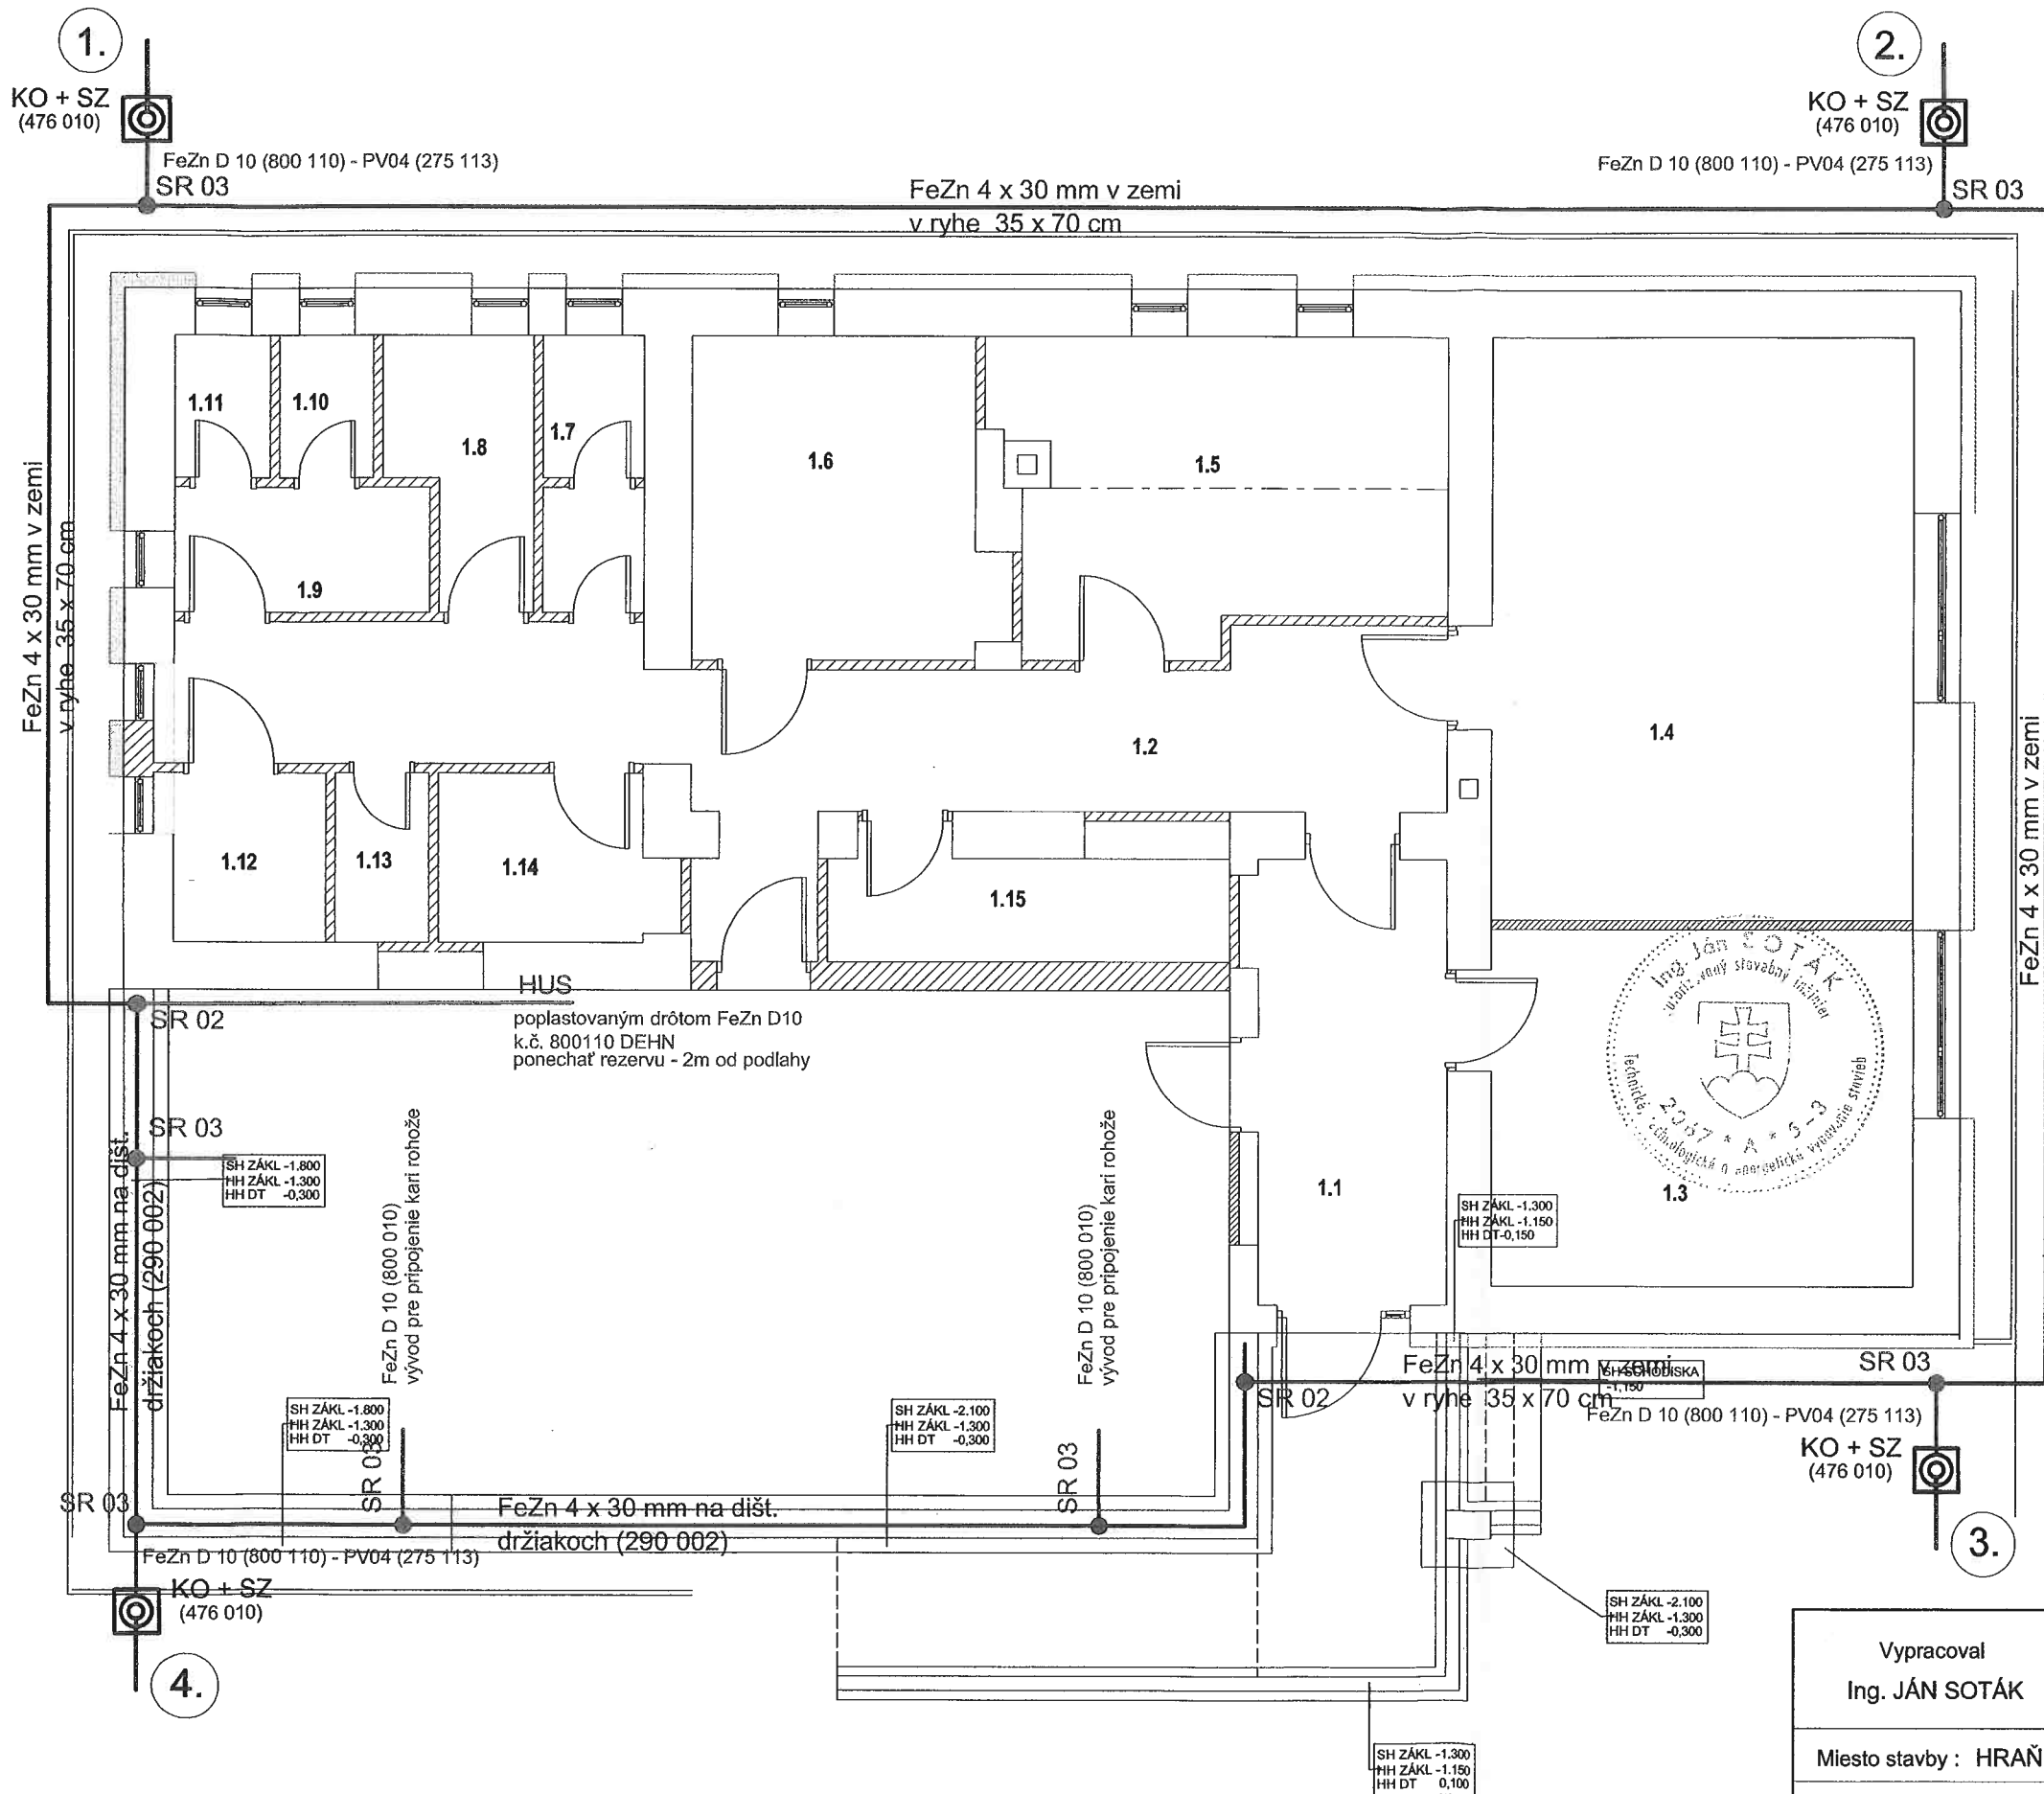 1.
KO + SZ
(476 010)
FeZn D 10 (800 110) - PV04 (275 113)
SR 03
2.
KO + SZ
(476 010)
FeZn D 10 (800 110) - PV04 (275 113)
SR 03
FeZn 4 x 30 mm v zemi
v ryhe 35 x 70 cm
FeZn 4 x 30 mm v zemi
v ryhe 35 x 70 cm
1.11
1.10
1.8
1.7
1.6
1.5
1.9
1.4
1.2
FeZn 4 x 30 mm v zemi
1.12
1.13
1.14
1.15
HUS
SR 02
poplastovaným drôtom FeZn D10
k.č. 800110 DEHN
ponechať rezervu - 2m od podlahy
Ing. Ján SOTÁK
stavebný inžinier
2067 * A * 5-3
SR 03
SH ZÁKL -1.800
HH ZÁKL -1.300
HH DT -0,300
FeZn 4 x 30 mm na dišt.
držiakoch (290 002)
FeZn D 10 (800 010)
vývod pre pripojenie kari rohože
FeZn D 10 (800 010)
vývod pre pripojenie kari rohože
1.1
1.3
SH ZÁKL -1.300
HH ZÁKL -1.150
HH DT-0,150
FeZn 4 x 30 mm v zemi
v ryhe 35 x 70 cm
SH SCHODISKA
-1,150
SR 03
SR 02
FeZn D 10 (800 110) - PV04 (275 113)
KO + SZ
(476 010)
3.
SH ZÁKL -1.800
HH ZÁKL -1.300
HH DT -0,300
SR 03
SH ZÁKL -2.100
HH ZÁKL -1.300
HH DT -0,300
SR 03
SR 03
FeZn 4 x 30 mm na dišt.
držiakoch (290 002)
FeZn D 10 (800 110) - PV04 (275 113)
KO + SZ
(476 010)
4.
SH ZÁKL -2.100
HH ZÁKL -1.300
HH DT -0,300
SH ZÁKL -1.300
HH ZÁKL -1.150
HH DT 0,100
Vypracoval
Ing. JÁN SOTÁK
Miesto stavby : HRAŇ